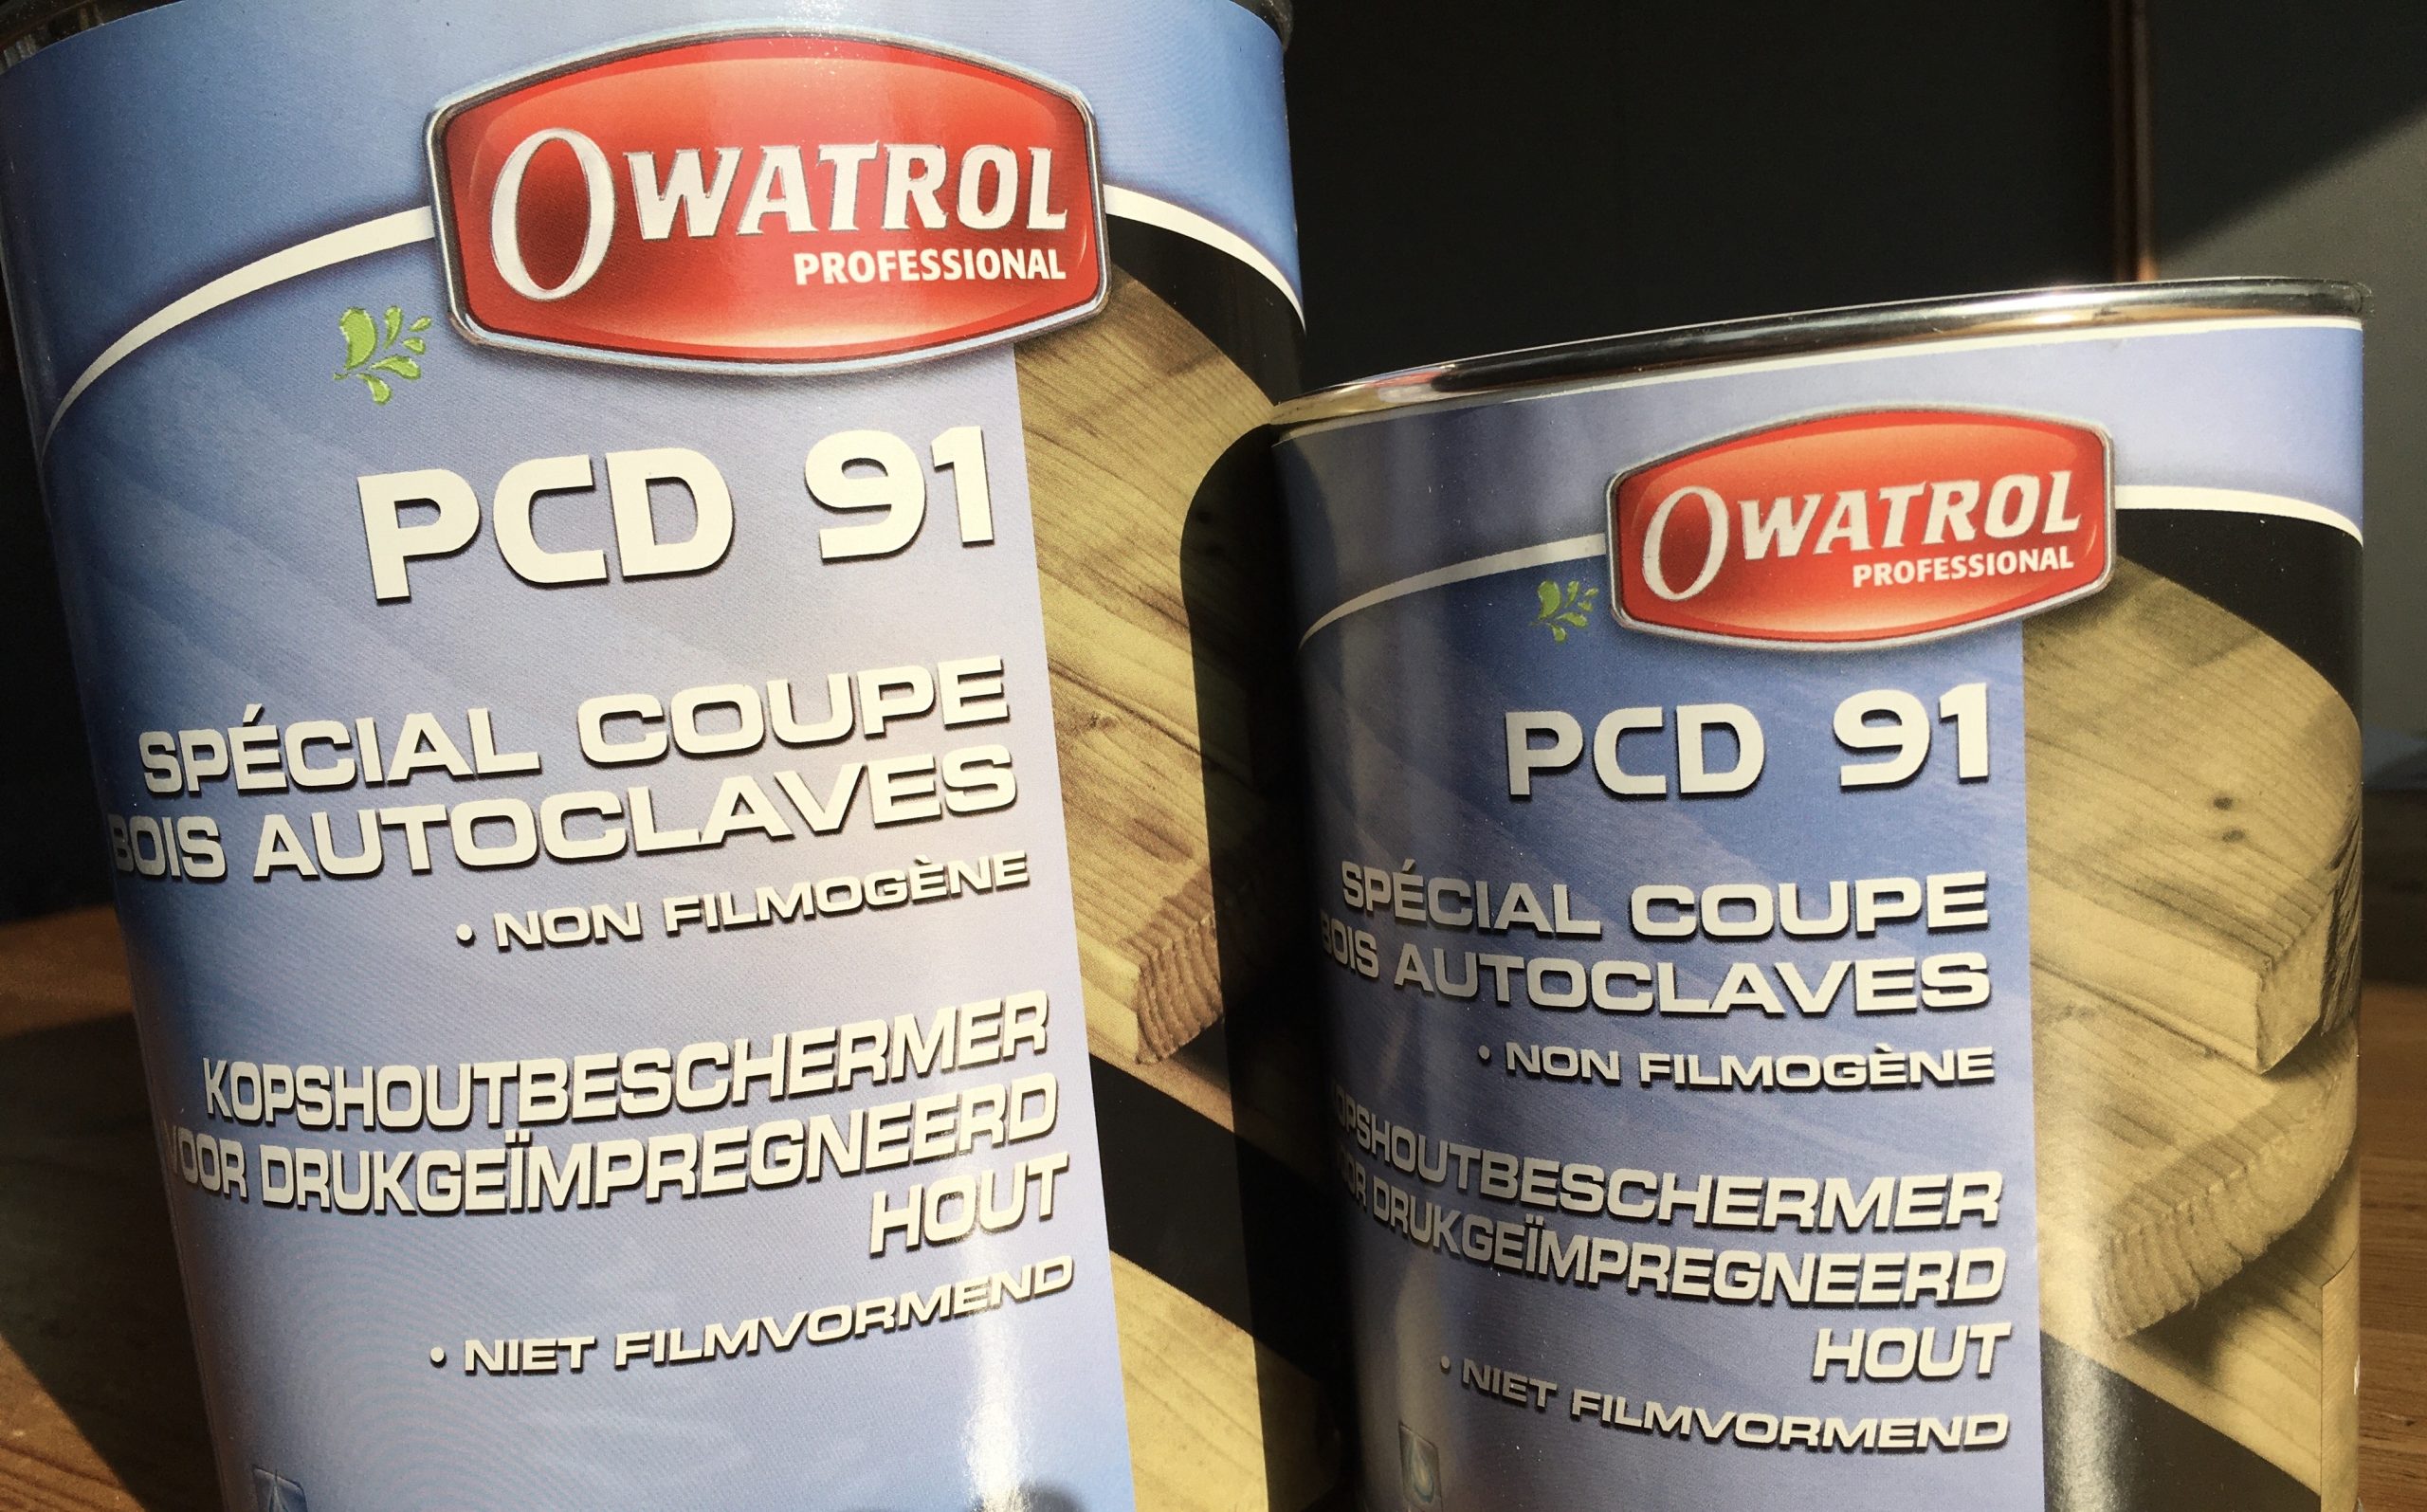 OWATROL
PROFESSIONAL
PCD 91
SPÉCIAL COUPE
BOIS AUTOCLAVES
• NON FILMOGÈNE
KOPSHOUTBESCHERMER
VOOR DRUKGEÏMPREGNEERD
HOUT
• NIET FILMVORMEND
OWATROL
PROFESSIONAL
PCD 91
SPÉCIAL COUPE
BOIS AUTOCLAVES
• NON FILMOGÈNE
KOPSHOUTBESCHERMER
VOOR DRUKGEÏMPREGNEERD
HOUT
• NIET FILMVORMEND